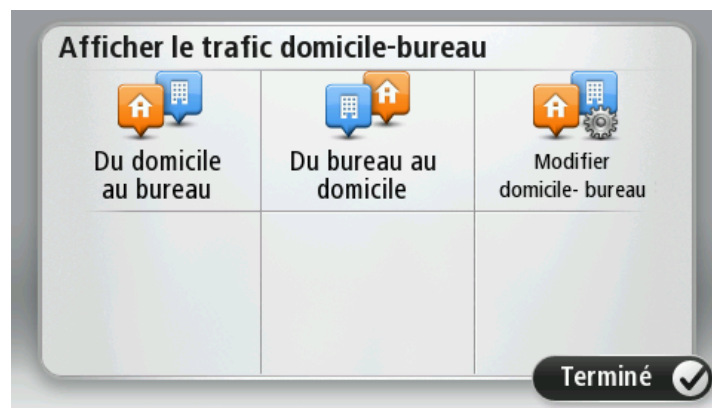 Afficher le trafic domicile-bureau
Du domicile
au bureau
Du bureau au
domicile
Modifier
domicile- bureau
Terminé